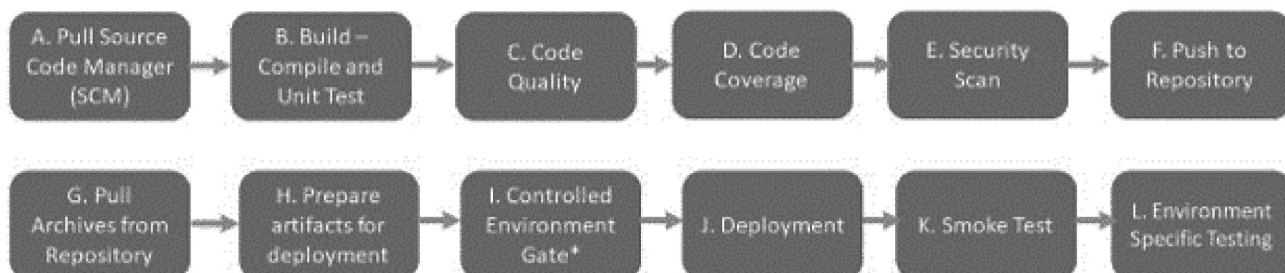 A. Pull Source
Code Manager
(SCM)
B. Build –
Compile and
Unit Test
C. Code
Quality
D. Code
Coverage
E. Security
Scan
F. Push to
Repository
G. Pull
Archives from
Repository
H. Prepare
artifacts for
deployment
I. Controlled
Environment
Gate*
J. Deployment
K. Smoke Test
L. Environment
Specific Testing